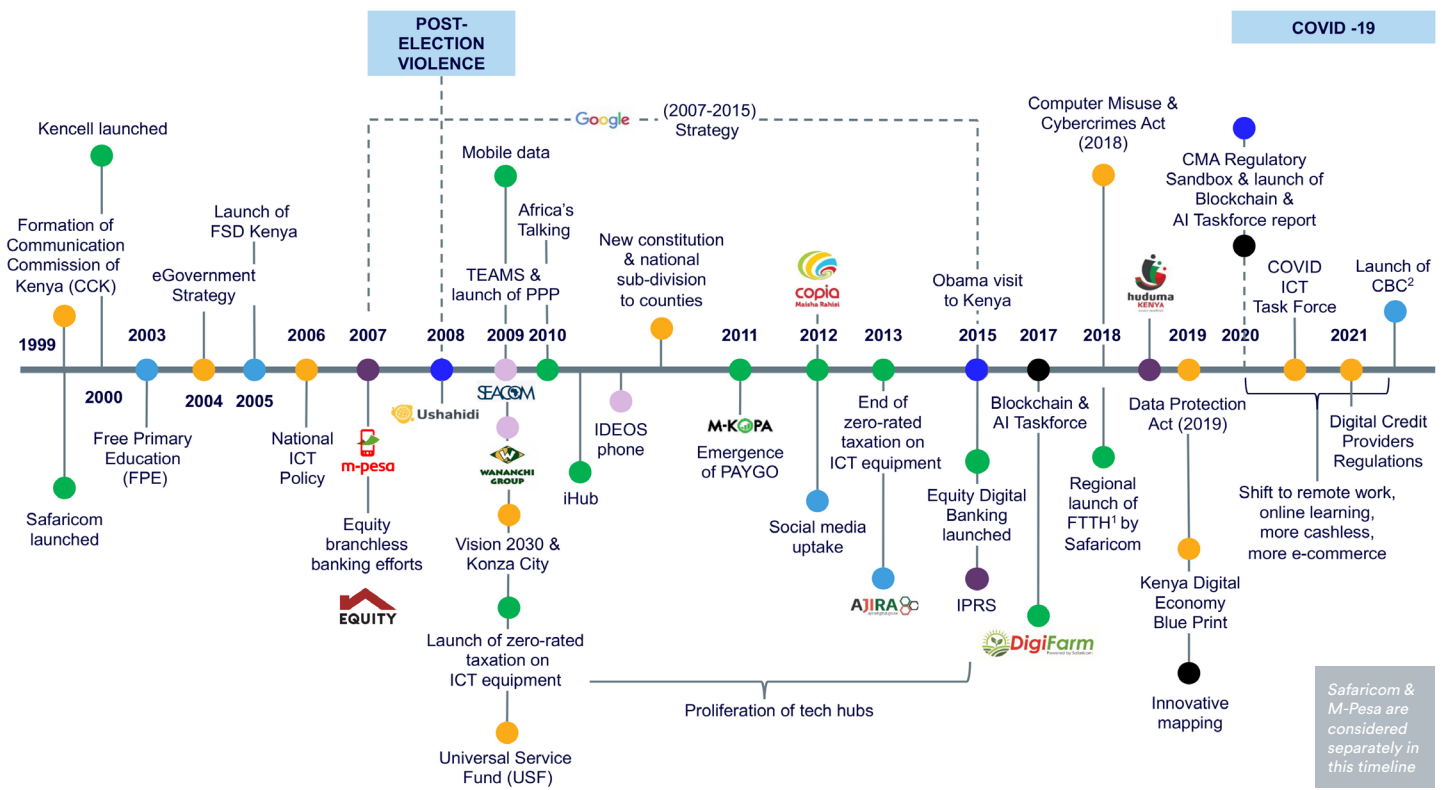 POST-
ELECTION
VIOLENCE
COVID -19
Google
(2007-2015)
Strategy
Kencell launched
Mobile data
Computer Misuse &
Cybercrimes Act
(2018)
CMA Regulatory
Sandbox & launch of
Blockchain &
AI Taskforce report
Formation of
Communication
Commission of
Kenya (CCK)
Launch of
FSD Kenya
eGovernment
Strategy
TEAMS &
launch of PPP
Africa's
Talking
New constitution
& national
sub-division
to counties
copia
Maisha Rahisi
Obama visit
to Kenya
huduma
KENYA
COVID
ICT
Task Force
Launch of
CBC2
1999
2003
2006
2007
2008
2009
2010
2011
2012
2013
2015
2017
2018
2019
2020
2021
2000
2004
2005
Safaricom
launched
Free Primary
Education
(FPE)
National
ICT
Policy
m-pesa
Equity
branchless
banking efforts
EQUITY
Ushahidi
SEACOM
WANANCHI
GROUP
Vision 2030 &
Konza City
Launch of zero-rated
taxation on
ICT equipment
Universal Service
Fund (USF)
iHub
IDEOS
phone
M-KOPA
Emergence
of PAYGO
Social media
uptake
End of
zero-rated
taxation on
ICT equipment
AJIRA
Equity Digital
Banking
launched
IPRS
Blockchain &
AI Taskforce
DigiFarm
Powered by Safaricom
Regional
launch of
FTTH1 by
Safaricom
Data Protection
Act (2019)
Kenya Digital
Economy
Blue Print
Innovative
mapping
Shift to remote work,
online learning,
more cashless,
more e-commerce
Digital Credit
Providers
Regulations
Proliferation of tech hubs
Safaricom &
M-Pesa are
considered
separately in
this timeline